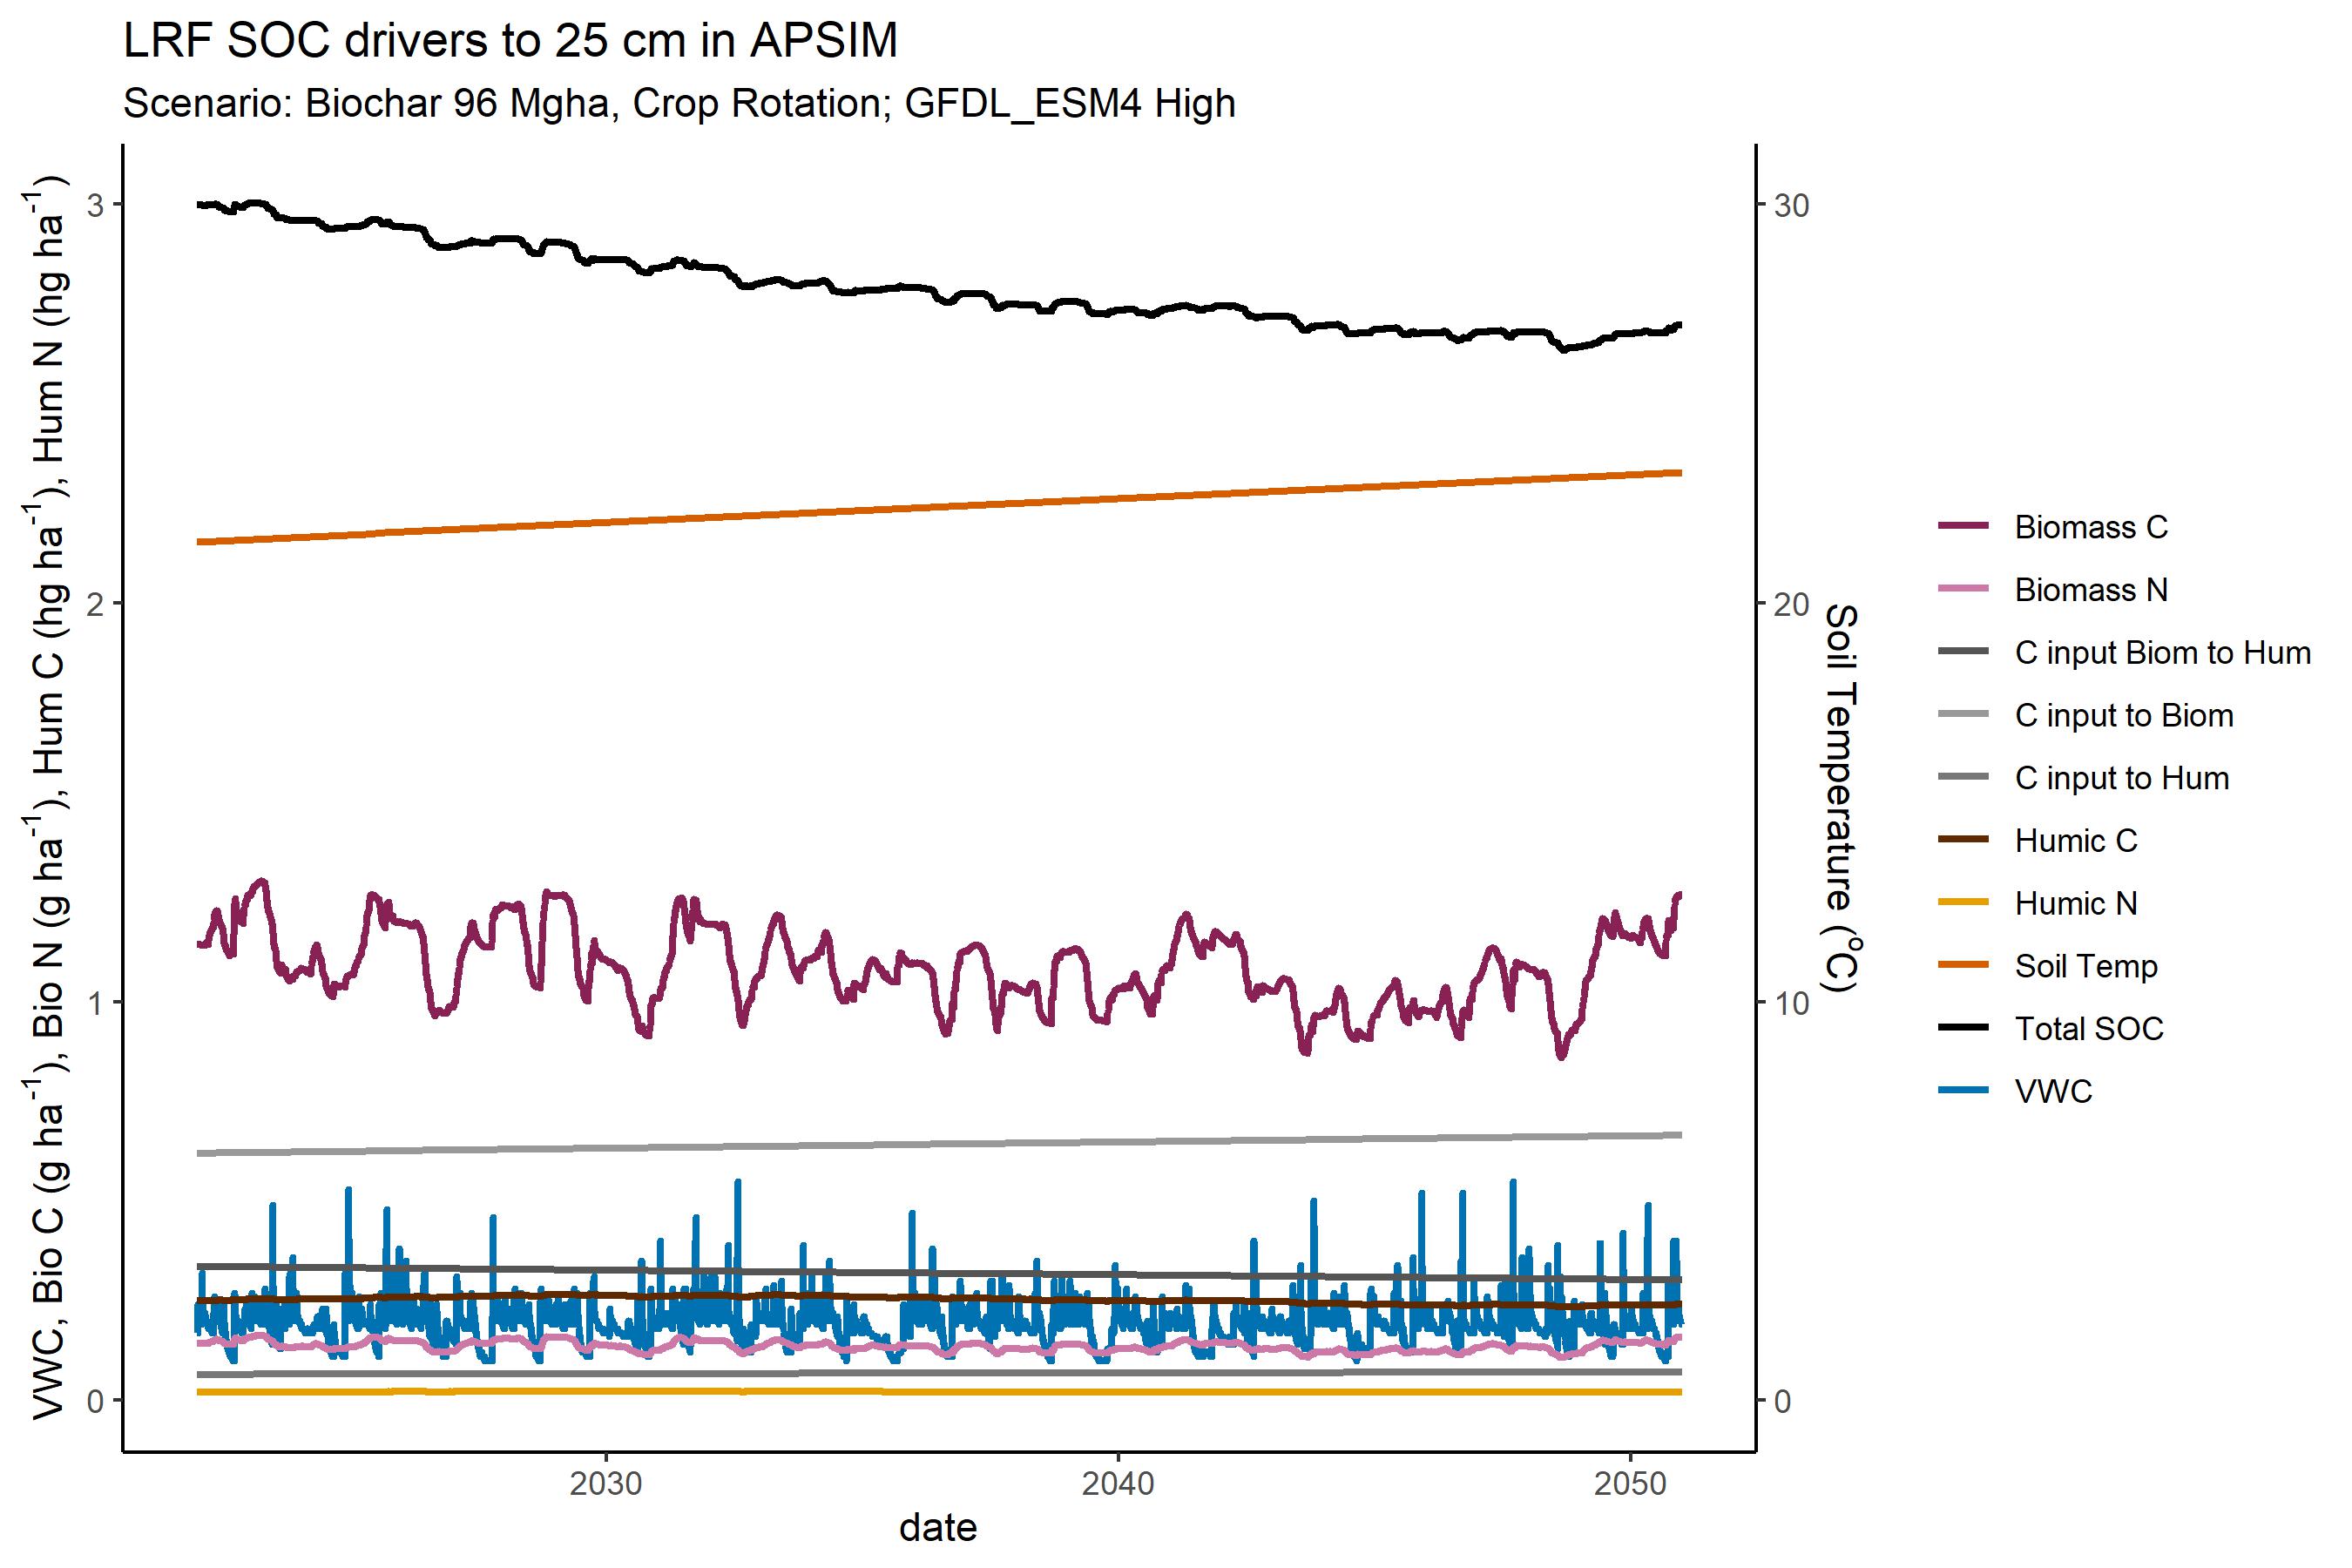 LRF SOC drivers to 25 cm in APSIM
Scenario: Biochar 96 Mgha, Crop Rotation; GFDL_ESM4 High
VWC, Bio C (g ha⁻¹), Bio N (g ha⁻¹), Hum C (hg ha⁻¹), Hum N (hg ha⁻¹)
3
2
1
0
30
20
10
0
Soil Temperature (°C)
2030
2040
2050
date
Biomass C
Biomass N
C input Biom to Hum
C input to Biom
C input to Hum
Humic C
Humic N
Soil Temp
Total SOC
VWC